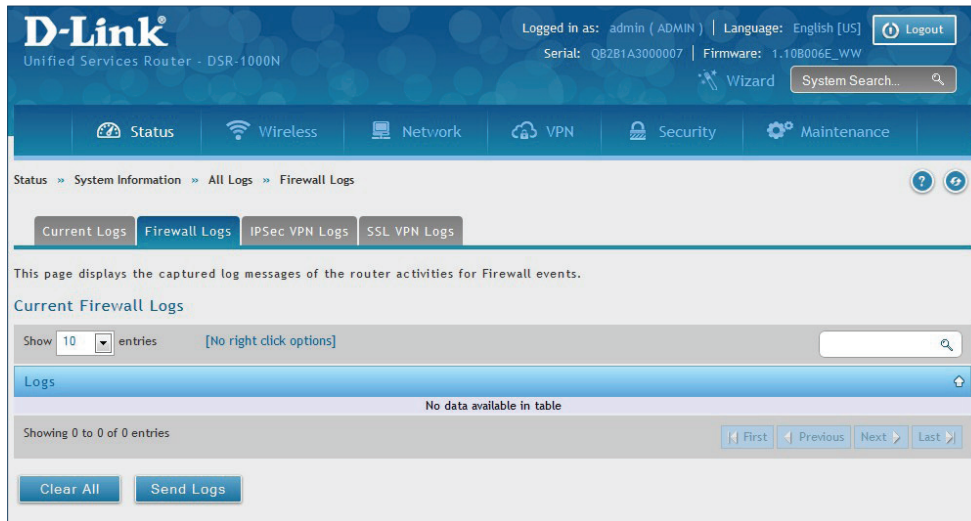 D-Link
Unified Services Router - DSR-1000N
Logged in as: admin ( ADMIN ) | Language: English [US]
Logout
Serial: QB2B1A3000007 | Firmware: 1.10B006E_WW
Wizard
System Search...
Status
Wireless
Network
VPN
Security
Maintenance
Status » System Information » All Logs » Firewall Logs
Current Logs
Firewall Logs
IPSec VPN Logs
SSL VPN Logs
This page displays the captured log messages of the router activities for Firewall events.
Current Firewall Logs
Show 10 entries
[No right click options]
Logs
No data available in table
Showing 0 to 0 of 0 entries
First
Previous
Next
Last
Clear All
Send Logs